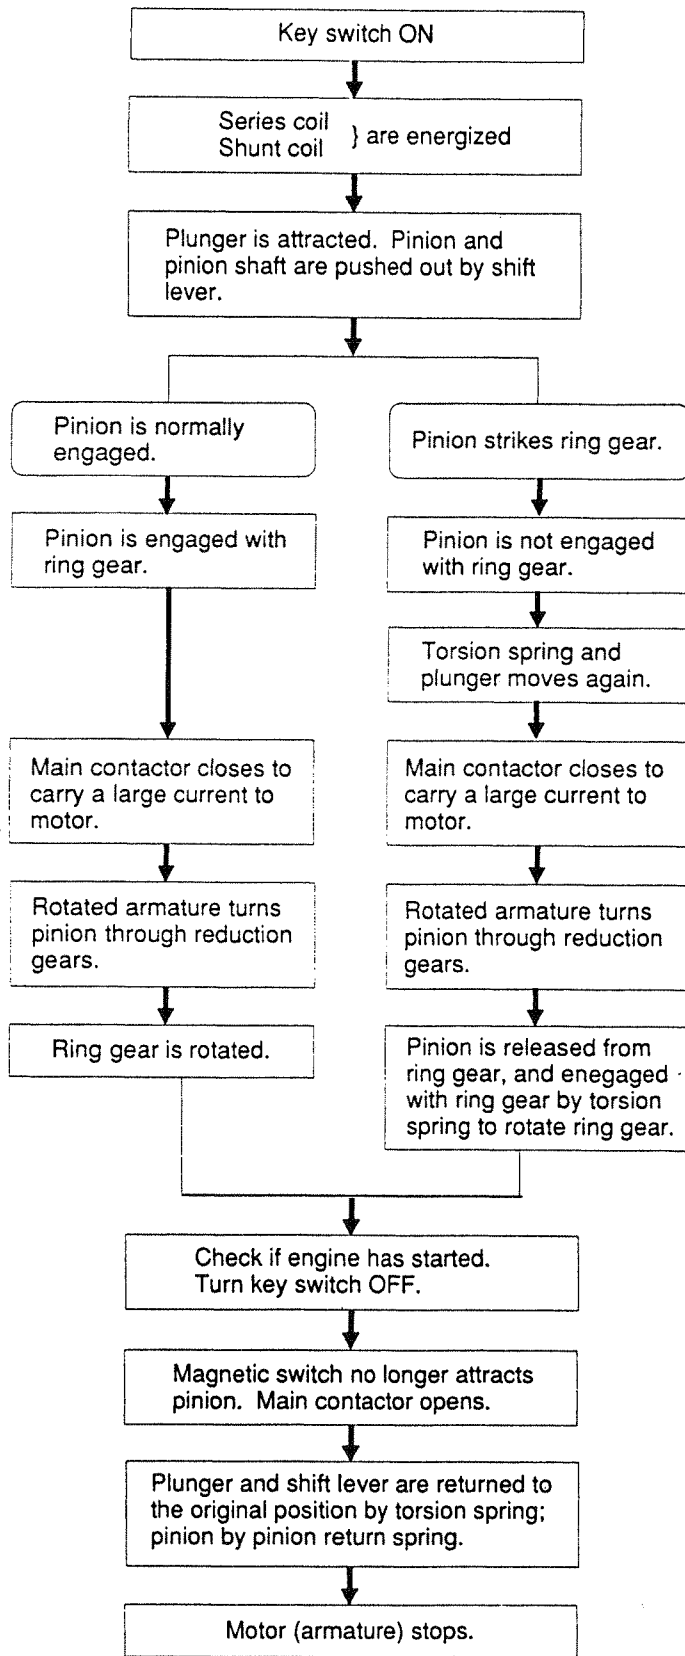 Key switch ON
Series coil
Shunt coil } are energized
Plunger is attracted. Pinion and
pinion shaft are pushed out by shift
lever.
Pinion is normally
engaged.
Pinion is engaged with
ring gear.
Main contactor closes to
carry a large current to
motor.
Rotated armature turns
pinion through reduction
gears.
Ring gear is rotated.
Pinion strikes ring gear.
Pinion is not engaged
with ring gear.
Torsion spring and
plunger moves again.
Main contactor closes to
carry a large current to
motor.
Rotated armature turns
pinion through reduction
gears.
Pinion is released from
ring gear, and enegaged
with ring gear by torsion
spring to rotate ring gear.
Check if engine has started.
Turn key switch OFF.
Magnetic switch no longer attracts
pinion. Main contactor opens.
Plunger and shift lever are returned to
the original position by torsion spring;
pinion by pinion return spring.
Motor (armature) stops.